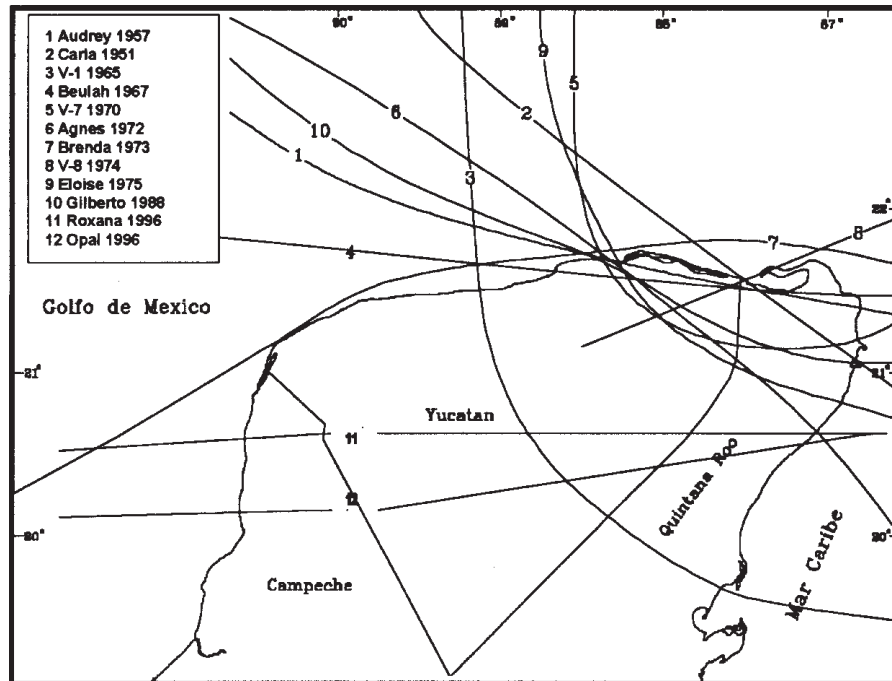 1 Audrey 1957
2 Carla 1951
3 V-1 1965
4 Beulah 1967
5 V-7 1970
6 Agnes 1972
7 Brenda 1973
8 V-8 1974
9 Eloise 1975
10 Gilberto 1988
11 Roxana 1996
12 Opal 1996
90°
89°
88°
87°
9
5
2
6
10
1
3
22°
7
8
4
Golfo de Mexico
21°
21°
Yucatan
11
Quintana Roo
12
20°
20°
Campeche
Mar Caribe